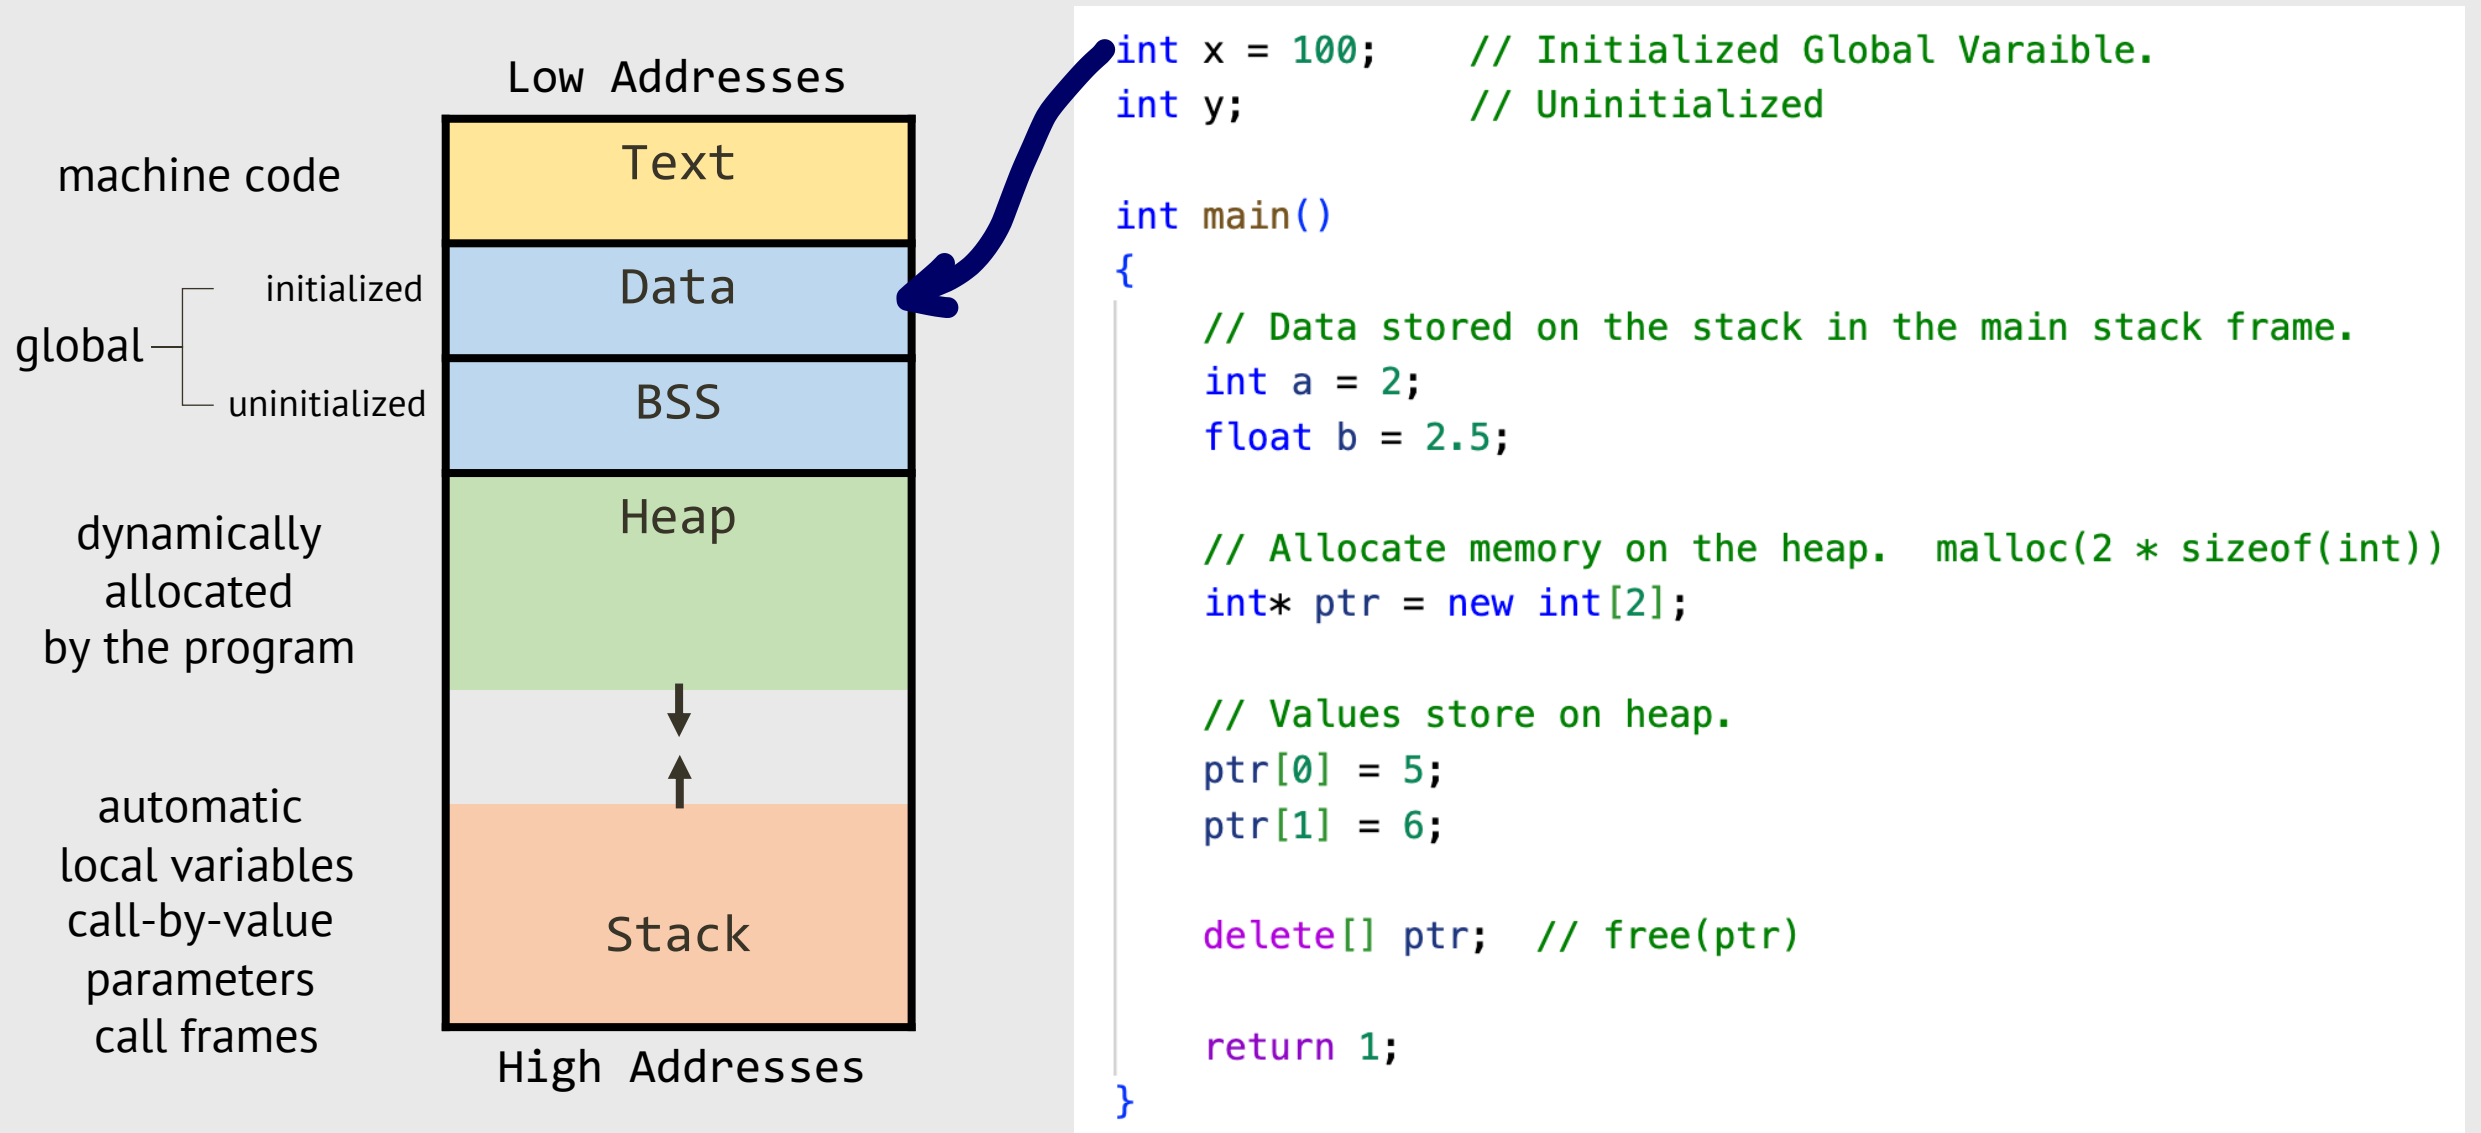 Low Addresses
machine code
Text
initialized
Data
global
uninitialized
BSS
Heap
dynamically
allocated
by the program
automatic
local variables
call-by-value
parameters
call frames
Stack
High Addresses
int x = 100;    // Initialized Global Varaible.
int y;          // Uninitialized
int main()
{
    // Data stored on the stack in the main stack frame.
    int a = 2;
    float b = 2.5;
    // Allocate memory on the heap.  malloc(2 * sizeof(int))
    int* ptr = new int[2];
    // Values store on heap.
    ptr[0] = 5;
    ptr[1] = 6;
    delete[] ptr;  // free(ptr)
    return 1;
}